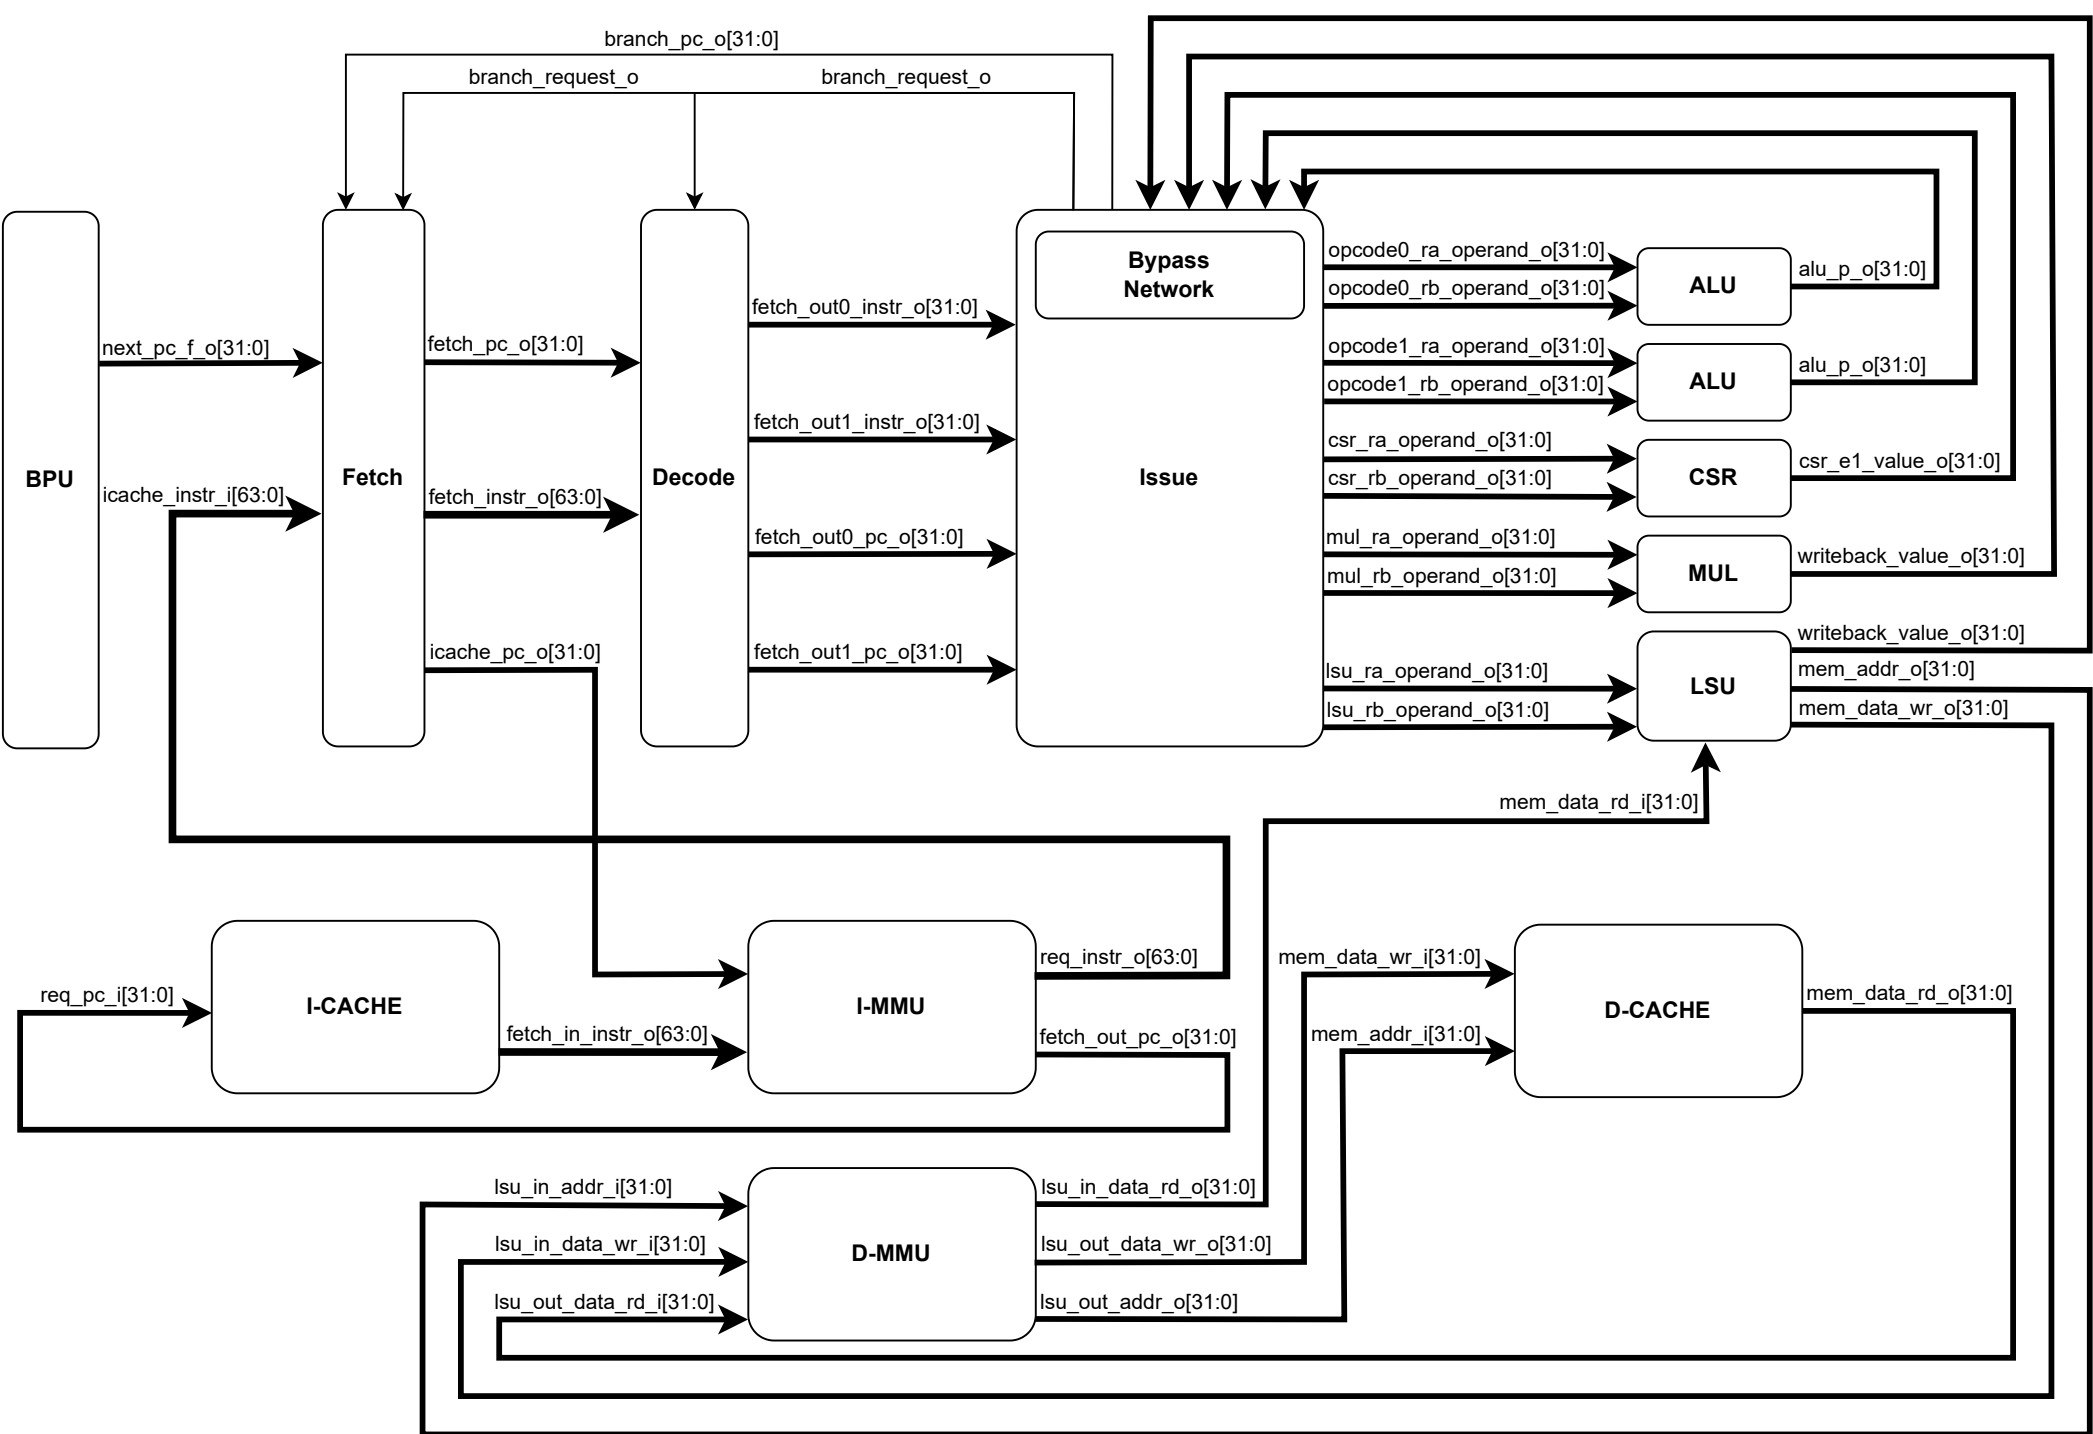 branch_pc_o[31:0]
branch_request_o
branch_request_o
BPU
next_pc_f_o[31:0]
icache_instr_i[63:0]
Fetch
fetch_pc_o[31:0]
fetch_instr_o[63:0]
icache_pc_o[31:0]
Decode
fetch_out0_instr_o[31:0]
fetch_out1_instr_o[31:0]
fetch_out0_pc_o[31:0]
fetch_out1_pc_o[31:0]
Bypass
Network
Issue
opcode0_ra_operand_o[31:0]
opcode0_rb_operand_o[31:0]
opcode1_ra_operand_o[31:0]
opcode1_rb_operand_o[31:0]
csr_ra_operand_o[31:0]
csr_rb_operand_o[31:0]
mul_ra_operand_o[31:0]
mul_rb_operand_o[31:0]
lsu_ra_operand_o[31:0]
lsu_rb_operand_o[31:0]
ALU
alu_p_o[31:0]
ALU
alu_p_o[31:0]
CSR
csr_e1_value_o[31:0]
MUL
writeback_value_o[31:0]
LSU
writeback_value_o[31:0]
mem_addr_o[31:0]
mem_data_wr_o[31:0]
mem_data_rd_i[31:0]
req_pc_i[31:0]
I-CACHE
fetch_in_instr_o[63:0]
I-MMU
req_instr_o[63:0]
fetch_out_pc_o[31:0]
mem_data_wr_i[31:0]
mem_addr_i[31:0]
D-CACHE
mem_data_rd_o[31:0]
lsu_in_addr_i[31:0]
lsu_in_data_wr_i[31:0]
lsu_out_data_rd_i[31:0]
D-MMU
lsu_in_data_rd_o[31:0]
lsu_out_data_wr_o[31:0]
lsu_out_addr_o[31:0]